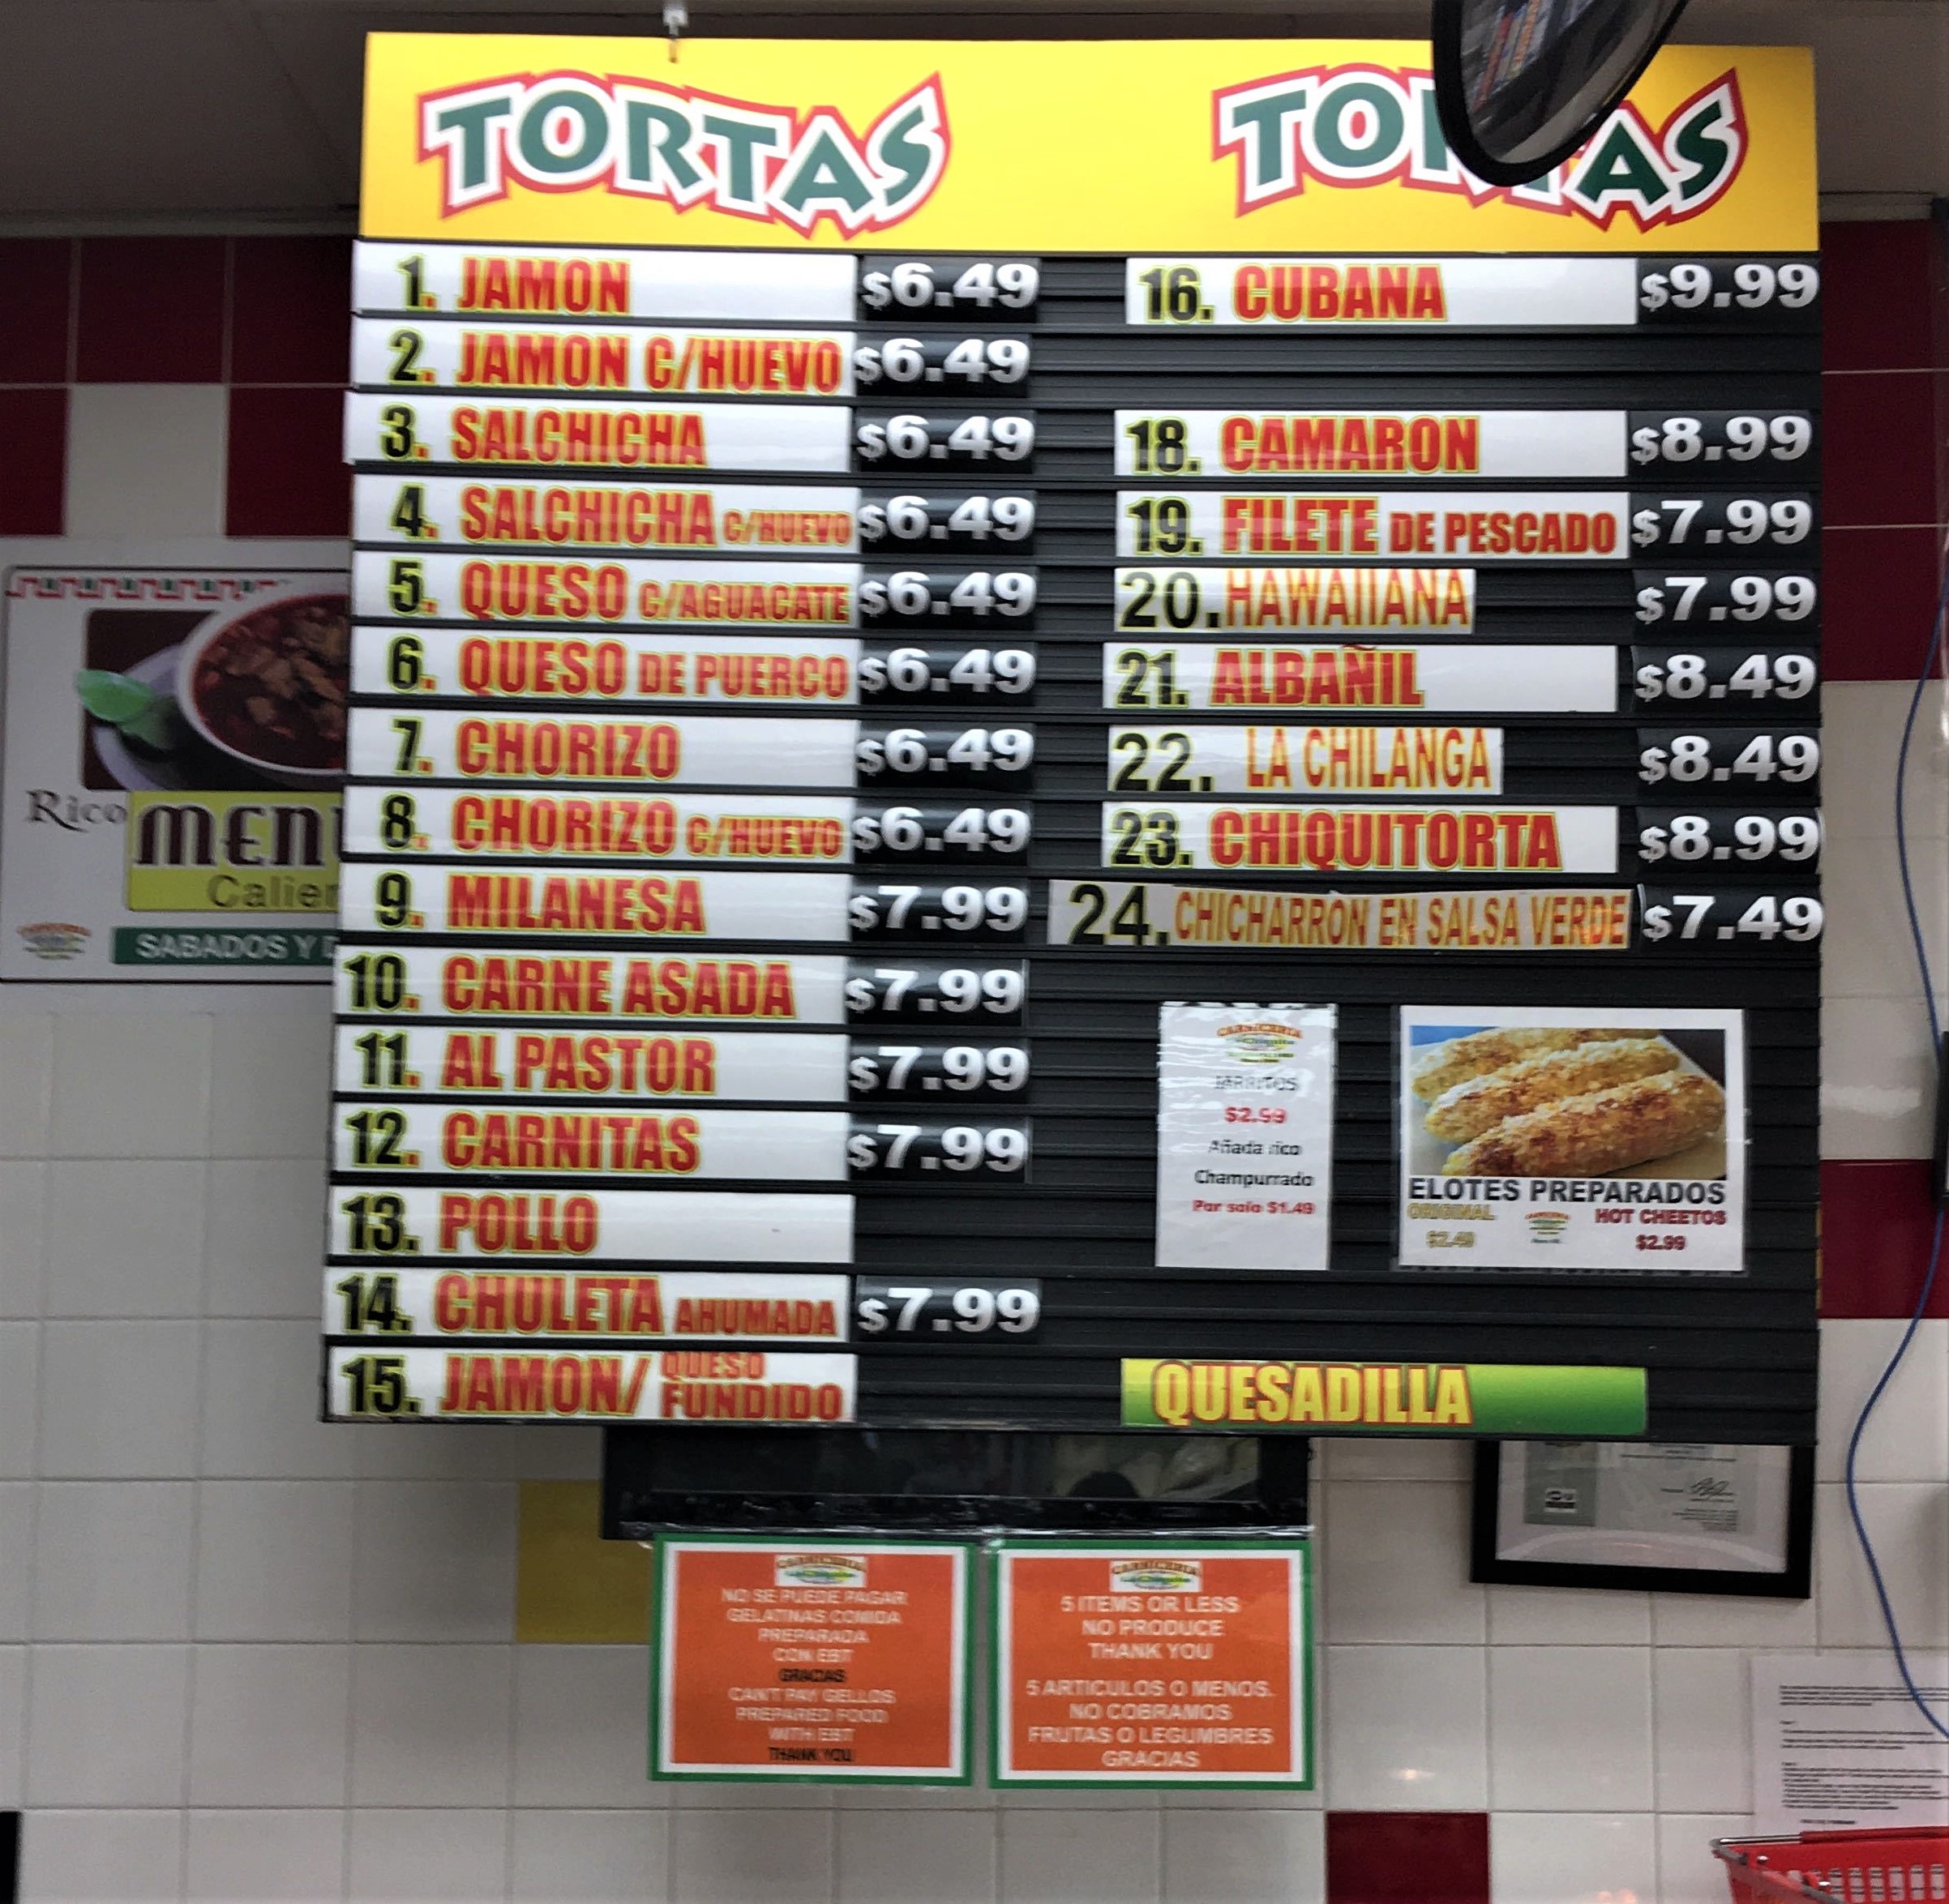 TORTAS
TORTAS
1. JAMON $6.49
2. JAMON C/HUEVO $6.49
3. SALCHICHA $6.49
4. SALCHICHA C/HUEVO $6.49
5. QUESO C/AGUACATE $6.49
6. QUESO DE PUERCO $6.49
7. CHORIZO $6.49
8. CHORIZO C/HUEVO $6.49
9. MILANESA $7.99
10. CARNE ASADA $7.99
11. AL PASTOR $7.99
12. CARNITAS $7.99
13. POLLO
14. CHULETA AHUMADA $7.99
15. JAMON/ QUESO FUNDIDO
16. CUBANA $9.99
18. CAMARON $8.99
19. FILETE DE PESCADO $7.99
20. HAWAIIANA $7.99
21. ALBAÑIL $8.49
22. LA CHILANGA $8.49
23. CHIQUITORTA $8.99
24. CHICHARRON EN SALSA VERDE $7.49
$2.99
Añada rico
Champurrado
Por solo $1.49
ELOTES PREPARADOS
ORIGINAL HOT CHEETOS
$2.49 $2.99
QUESADILLA
Rico
MEN
Calien
SABADOS Y D
CARNICERIA
NO SE PUEDE PAGAR
GELATINAS COMIDA
PREPARADA
CON EBT
GRACIAS
CAN'T PAY GELLOS
PREPARED FOOD
WITH EBT
THANK YOU
CARNICERIA
5 ITEMS OR LESS
NO PRODUCE
THANK YOU
5 ARTICULOS O MENOS.
NO COBRAMOS
FRUTAS O LEGUMBRES
GRACIAS